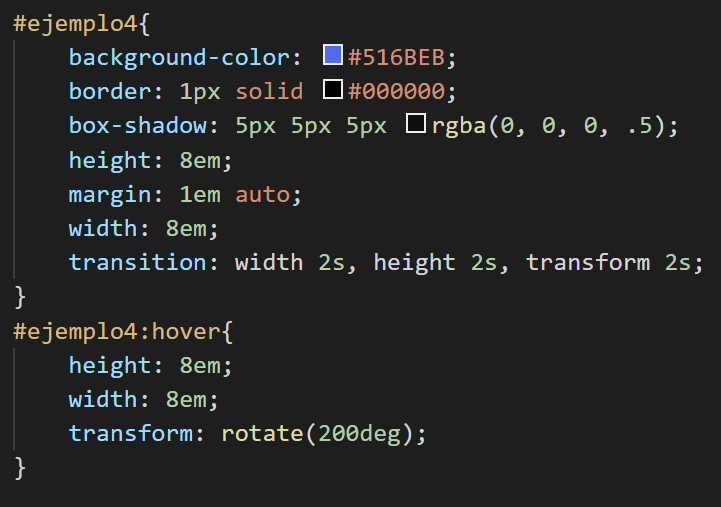 #ejemplo4{
    background-color: #516BEB;
    border: 1px solid #000000;
    box-shadow: 5px 5px 5px rgba(0, 0, 0, .5);
    height: 8em;
    margin: 1em auto;
    width: 8em;
    transition: width 2s, height 2s, transform 2s;
}
#ejemplo4:hover{
    height: 8em;
    width: 8em;
    transform: rotate(200deg);
}